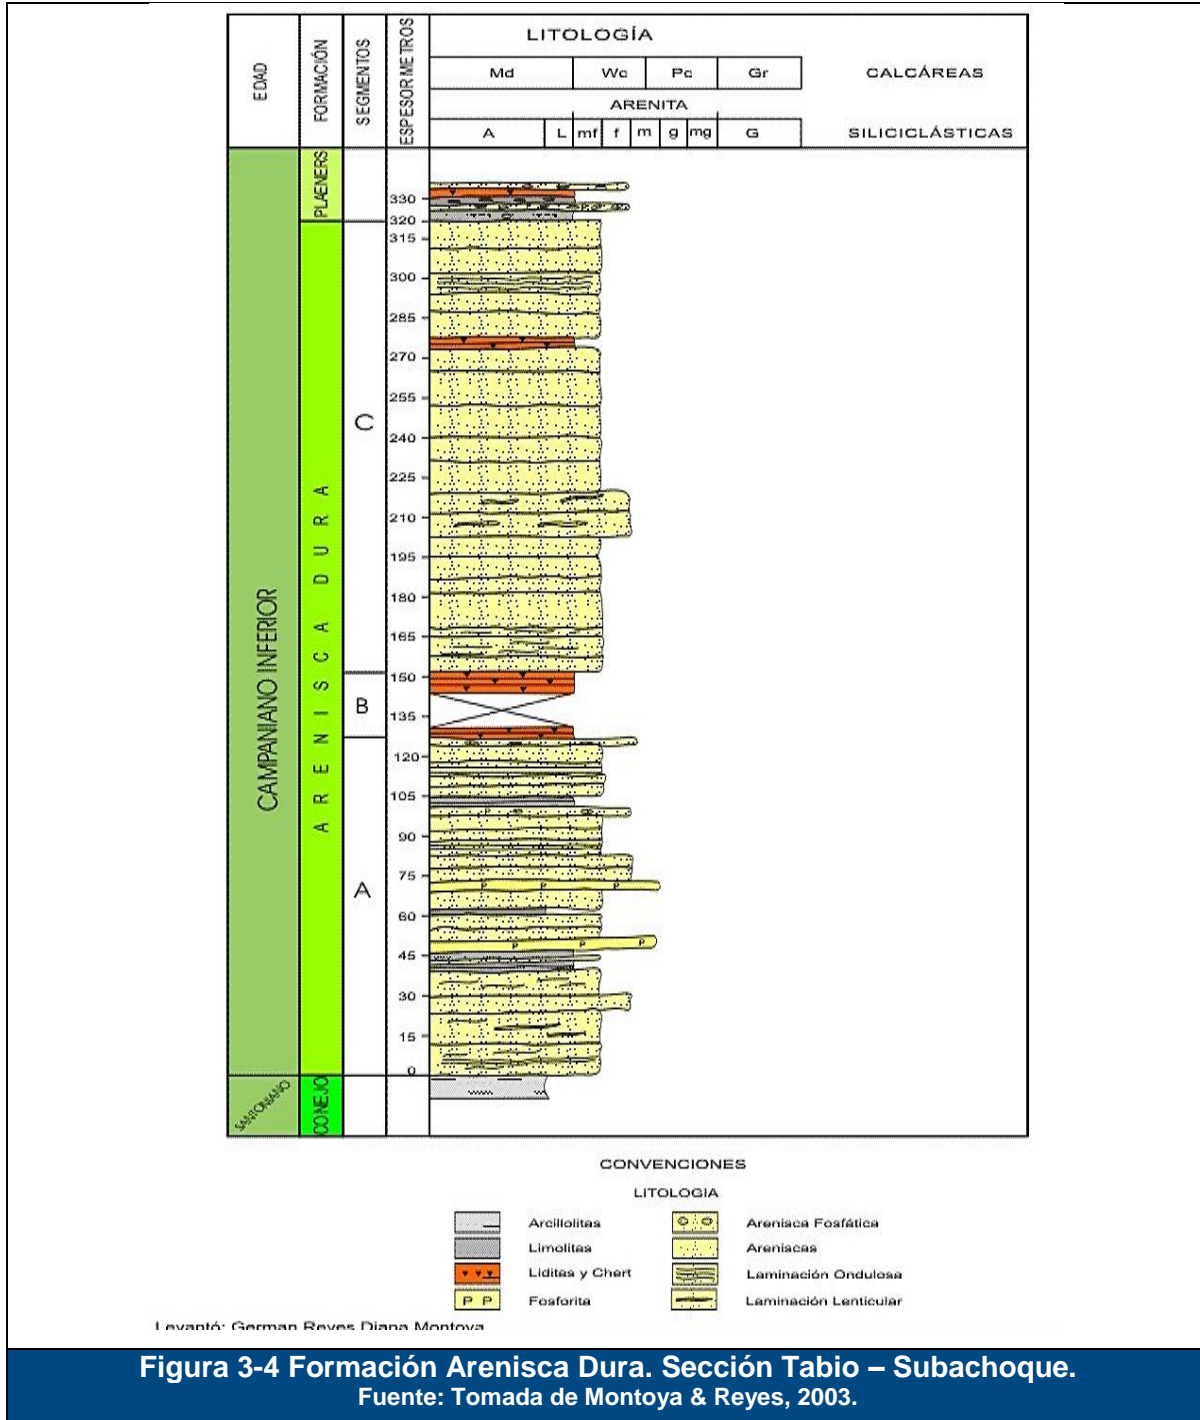 LITOLOGÍA
EDAD
FORMACIÓN
SEGMENTOS
ESPESOR METROS
Md Wc Pc Gr CALCÁREAS
ARENITA
A L mf f m g mg G SILICICLÁSTICAS
PLAENERS
330
320
315
300
285
270
255
240
225
210
195
180
165
150
135
120
105
90
75
60
45
30
15
0
C
B
A
CAMPANIANO INFERIOR
ARENISCA DURA
SANTONIANO
CONEJO
P P P
P P P
CONVENCIONES
LITOLOGIA
Arcillolitas
Limolitas
Liditas y Chert
P P Fosforita
Arenisca Fosfática
Areniscas
Laminación Ondulosa
Laminación Lenticular
Levantó: German Reyes Diana Montoya
Figura 3-4 Formación Arenisca Dura. Sección Tabio – Subachoque.
Fuente: Tomada de Montoya & Reyes, 2003.